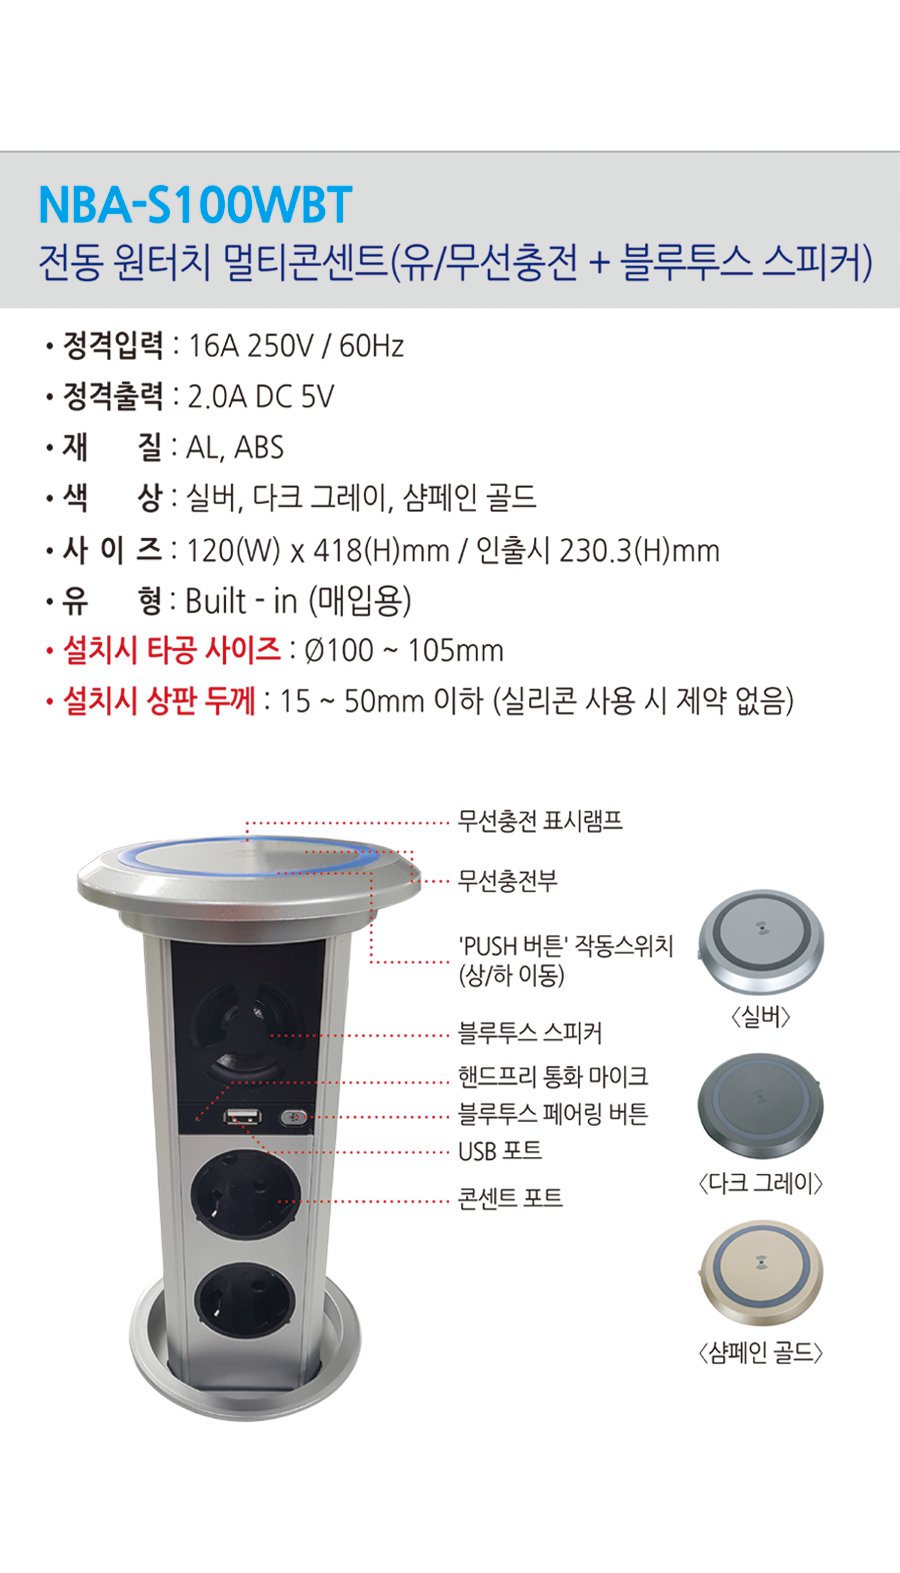 NBA-S100WBT
전동 원터치 멀티콘센트(유/무선충전 + 블루투스 스피커)
• 정격입력 : 16A 250V / 60Hz
• 정격출력 : 2.0A DC 5V
• 재 질 : AL, ABS
• 색 상 : 실버, 다크 그레이, 샴페인 골드
• 사 이 즈 : 120(W) x 418(H)mm / 인출시 230.3(H)mm
• 유 형 : Built - in (매입용)
• 설치시 타공 사이즈 : Ø100 ~ 105mm
• 설치시 상판 두께 : 15 ~ 50mm 이하 (실리콘 사용 시 제약 없음)
무선충전 표시램프
무선충전부
'PUSH 버튼' 작동스위치
(상/하 이동)
블루투스 스피커
핸드프리 통화 마이크
블루투스 페어링 버튼
USB 포트
콘센트 포트
〈실버〉
〈다크 그레이〉
〈샴페인 골드〉